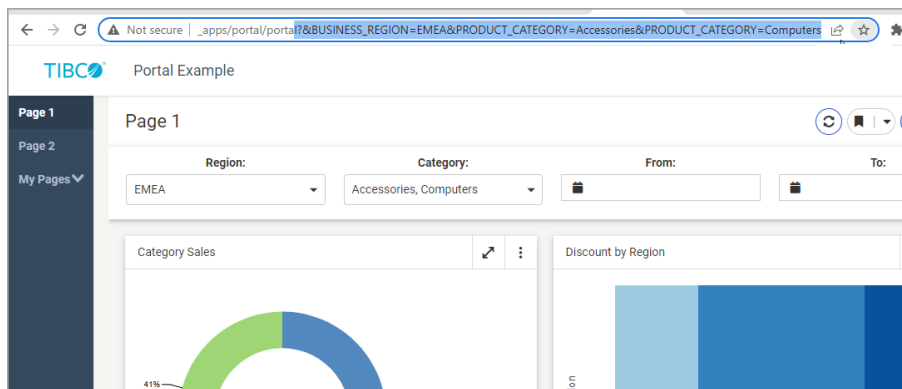 Not secure | _apps/portal/portal?&BUSINESS_REGION=EMEA&PRODUCT_CATEGORY=Accessories&PRODUCT_CATEGORY=Computers
TIBCO Portal Example
Page 1
Page 2
My Pages
Page 1
Region: Category: From: To:
EMEA Accessories, Computers
Category Sales Discount by Region
41%